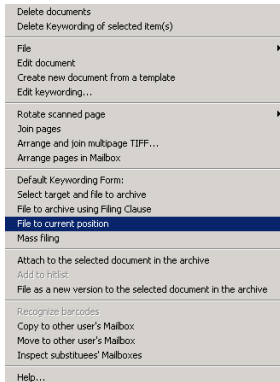 Delete documents
Delete Keywording of selected item(s)
File
Edit document
Create new document from a template
Edit keywording...
Rotate scanned page
Join pages
Arrange and join multipage TIFF...
Arrange pages in Mailbox
Default Keywording Form:
Select target and file to archive
File to archive using Filing Clause
File to current position
Mass filing
Attach to the selected document in the archive
Add to hitlist
File as a new version to the selected document in the archive
Recognize barcodes
Copy to other user's Mailbox
Move to other user's Mailbox
Inspect substituees' Mailboxes
Help...